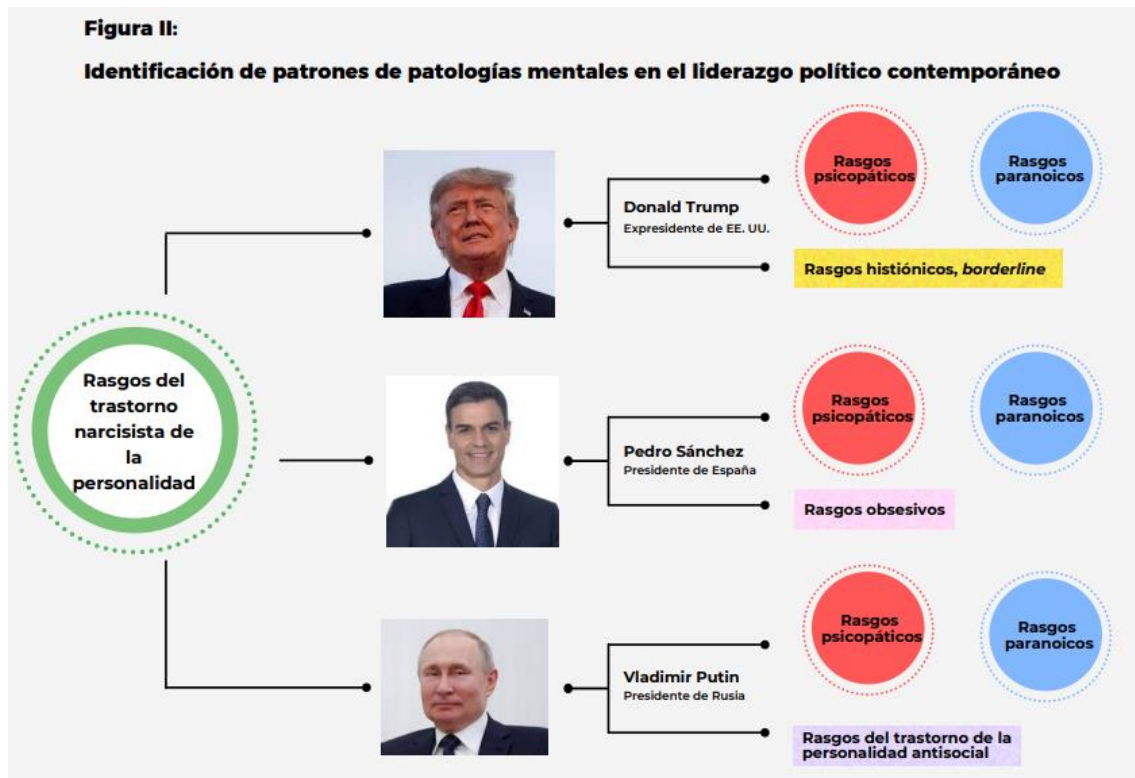 Figura II:
Identificación de patrones de patologías mentales en el liderazgo político contemporáneo
Rasgos del
trastorno
narcisista de
la
personalidad
Donald Trump
Expresidente de EE. UU.
Rasgos
psicopáticos
Rasgos
paranoicos
Rasgos histiónicos, borderline
Pedro Sánchez
Presidente de España
Rasgos
psicopáticos
Rasgos
paranoicos
Rasgos obsesivos
Vladimir Putin
Presidente de Rusia
Rasgos
psicopáticos
Rasgos
paranoicos
Rasgos del trastorno de la
personalidad antisocial